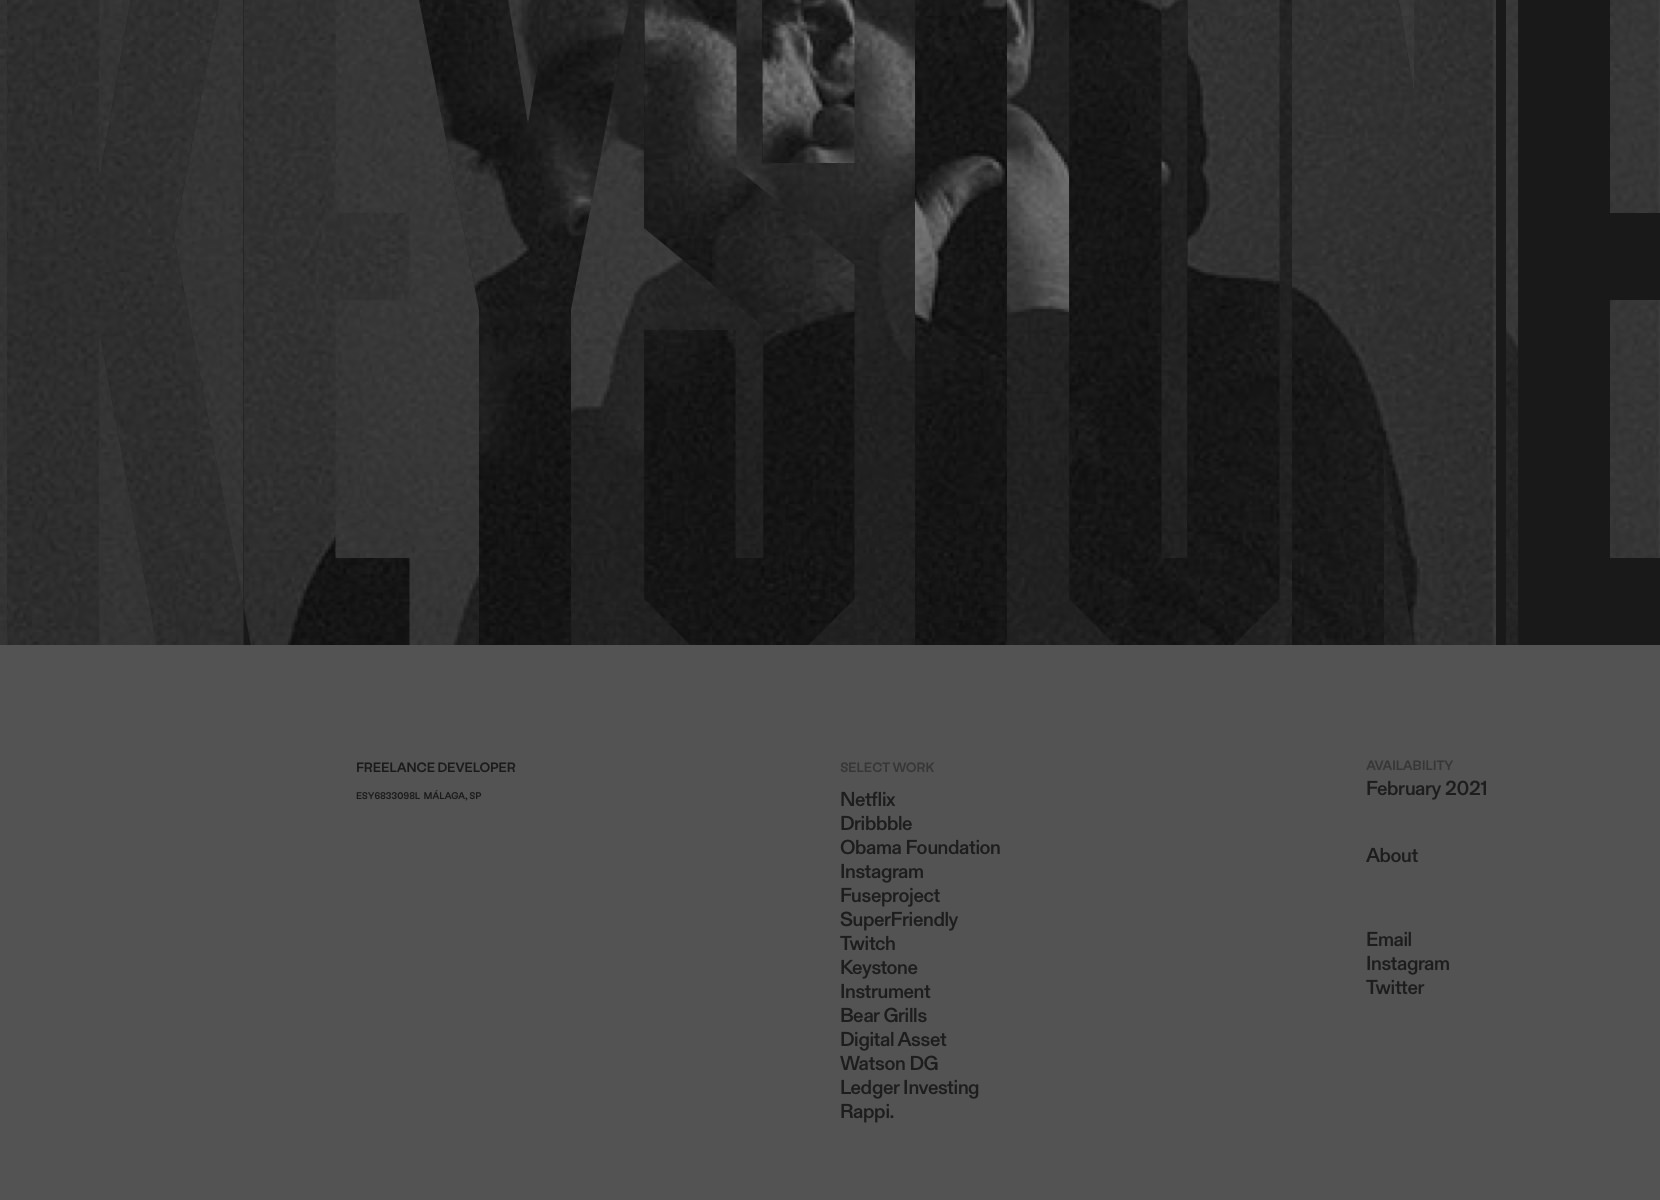 KEYSTONE
FREELANCE DEVELOPER
ESY6833098L MÁLAGA, SP
SELECT WORK
Netflix
Dribbble
Obama Foundation
Instagram
Fuseproject
SuperFriendly
Twitch
Keystone
Instrument
Bear Grills
Digital Asset
Watson DG
Ledger Investing
Rappi.
AVAILABILITY
February 2021
About
Email
Instagram
Twitter